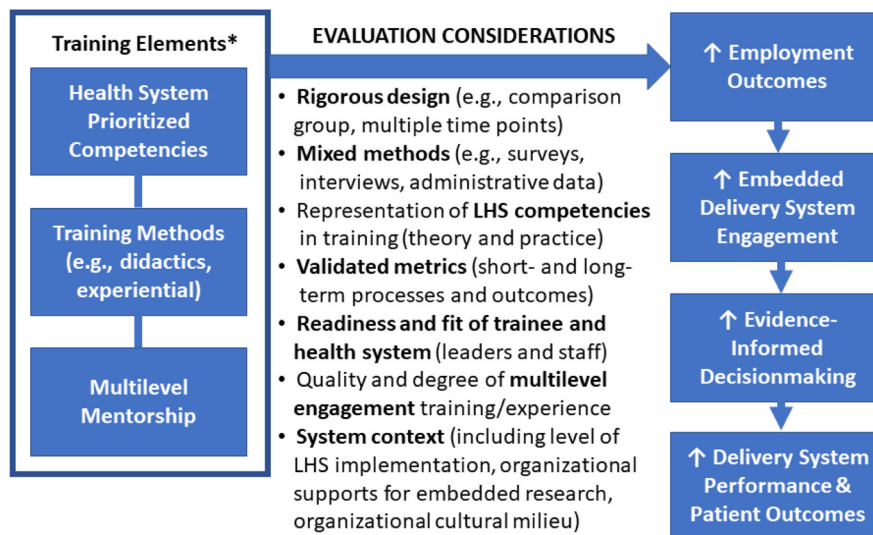 Training Elements*
Health System
Prioritized
Competencies
Training Methods
(e.g., didactics,
experiential)
Multilevel
Mentorship
EVALUATION CONSIDERATIONS
• Rigorous design (e.g., comparison
group, multiple time points)
• Mixed methods (e.g., surveys,
interviews, administrative data)
• Representation of LHS competencies
in training (theory and practice)
• Validated metrics (short- and long-
term processes and outcomes)
• Readiness and fit of trainee and
health system (leaders and staff)
• Quality and degree of multilevel
engagement training/experience
• System context (including level of
LHS implementation, organizational
supports for embedded research,
organizational cultural milieu)
↑ Employment
Outcomes
↑ Embedded
Delivery System
Engagement
↑ Evidence-
Informed
Decisionmaking
↑ Delivery System
Performance &
Patient Outcomes